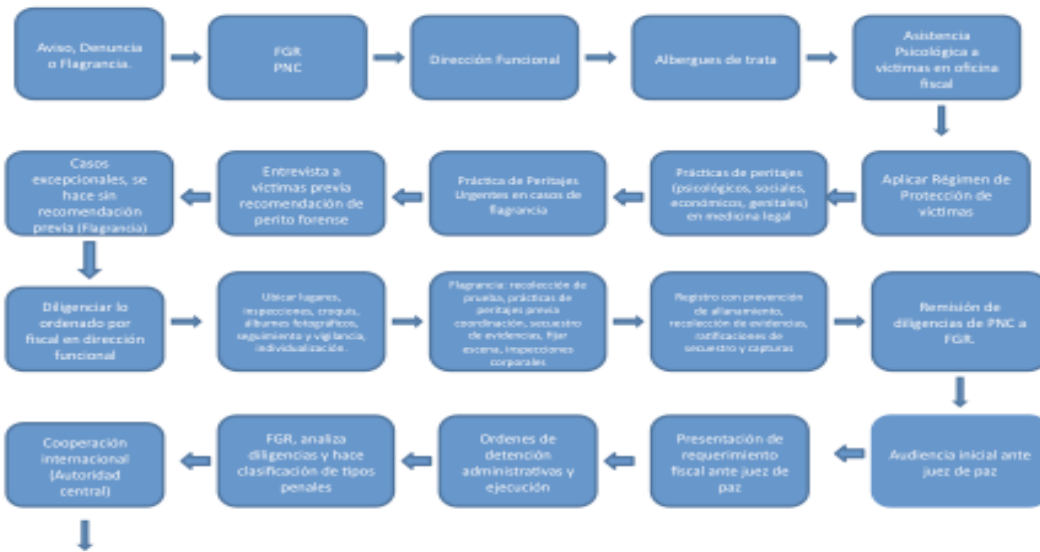 Aviso, Denuncia
o Flagrancia.
FGR
PNC
Dirección Funcional
Albergues de trata
Asistencia
Psicológica a
víctimas en oficina
fiscal
Casos
excepcionales, se
hace sin
recomendación
previa (Flagrancia)
Entrevista a
víctimas previa
recomendación de
perito forense
Práctica de Peritajes
Urgentes en casos de
flagrancia
Prácticas de peritajes
(psicológicos, sociales,
económicos, genitales)
en medicina legal
Aplicar Régimen de
Protección de
víctimas
Diligenciar lo
ordenado por
fiscal en dirección
funcional
Ubicar lugares,
inspecciones, croquis,
álbumes fotográficos,
seguimiento y vigilancia,
individualización.
Flagrancia: recolección de
prueba, prácticas de
peritajes previa
coordinación, secuestro
de evidencias, fijar
escena, inspecciones
corporales
Registro con prevención
de allanamiento,
recolección de evidencias,
ratificaciones de
secuestro y capturas
Remisión de
diligencias de PNC a
FGR.
Cooperación
internacional
(Autoridad
central)
FGR, analiza
diligencias y hace
clasificación de tipos
penales
Ordenes de
detención
administrativas y
ejecución
Presentación de
requerimiento
fiscal ante juez de
paz
Audiencia inicial ante
juez de paz